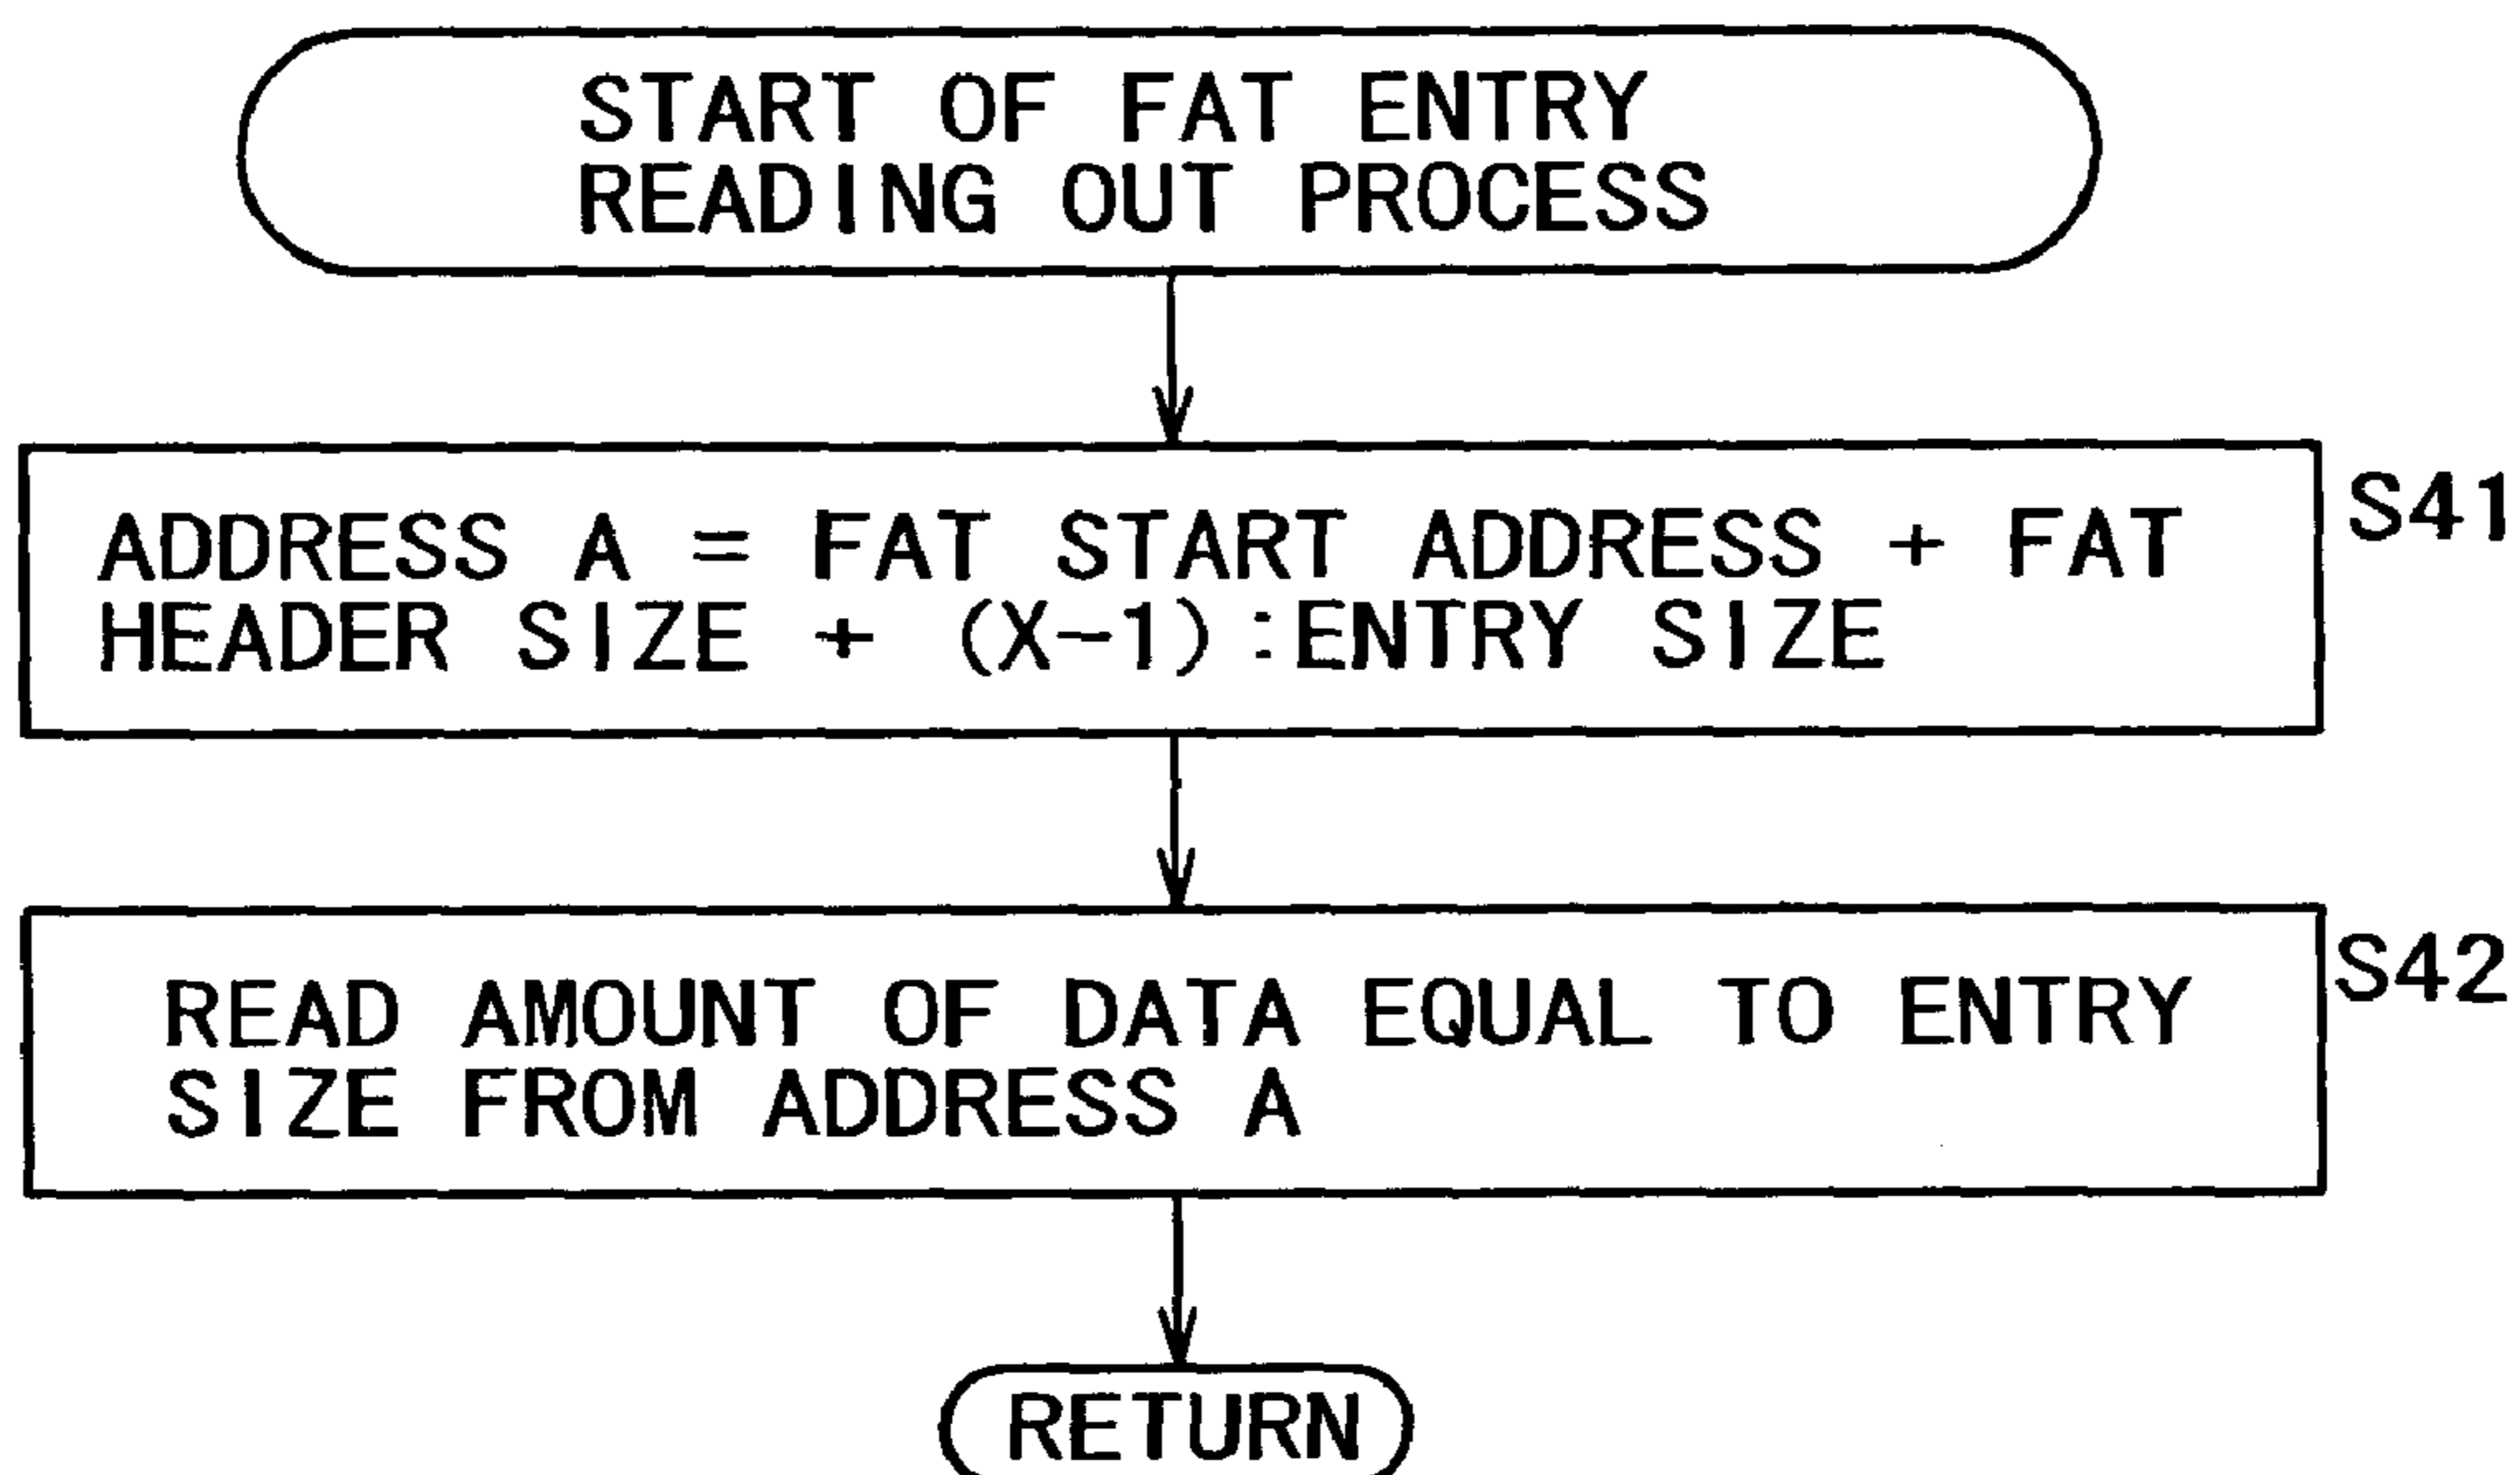 START OF FAT ENTRY
READING OUT PROCESS
ADDRESS A = FAT START ADDRESS + FAT
HEADER SIZE + (X-1):ENTRY SIZE
S41
READ AMOUNT OF DATA EQUAL TO ENTRY
SIZE FROM ADDRESS A
S42
RETURN